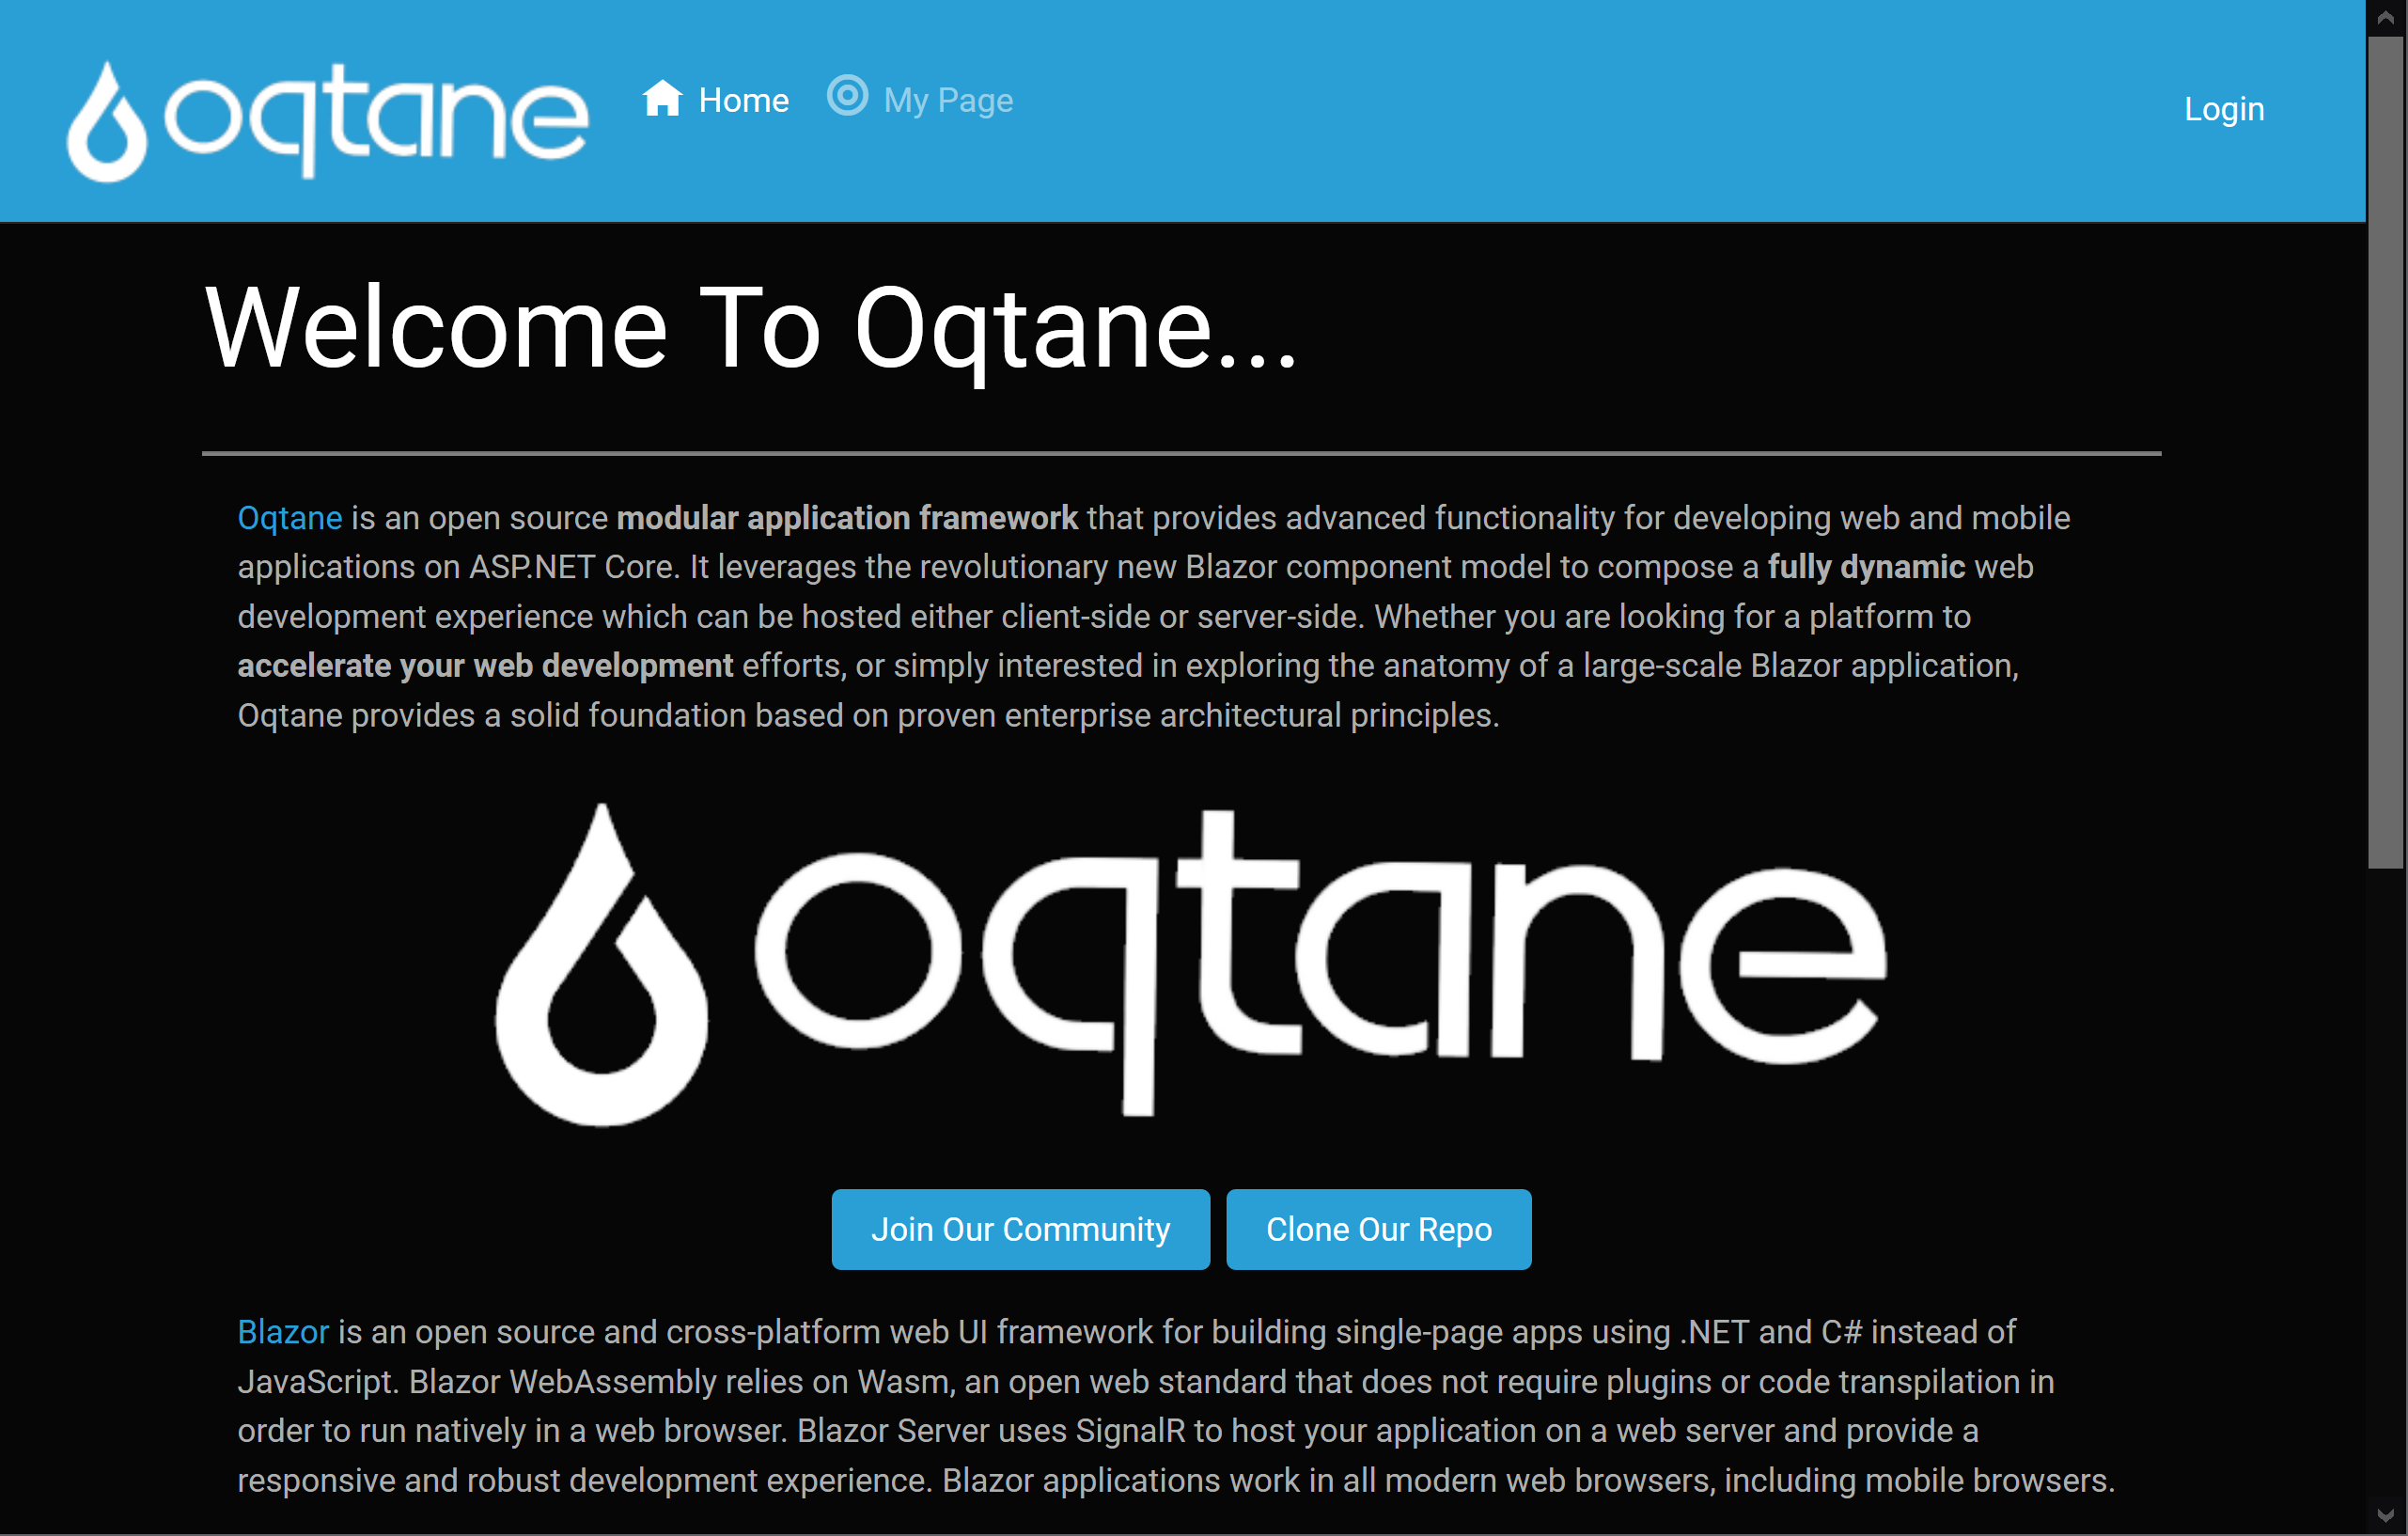 oqtane
Home
My Page
Login
Welcome To Oqtane...
Oqtane is an open source modular application framework that provides advanced functionality for developing web and mobile
applications on ASP.NET Core. It leverages the revolutionary new Blazor component model to compose a fully dynamic web
development experience which can be hosted either client-side or server-side. Whether you are looking for a platform to
accelerate your web development efforts, or simply interested in exploring the anatomy of a large-scale Blazor application,
Oqtane provides a solid foundation based on proven enterprise architectural principles.
oqtane
Join Our Community
Clone Our Repo
Blazor is an open source and cross-platform web UI framework for building single-page apps using .NET and C# instead of
JavaScript. Blazor WebAssembly relies on Wasm, an open web standard that does not require plugins or code transpilation in
order to run natively in a web browser. Blazor Server uses SignalR to host your application on a web server and provide a
responsive and robust development experience. Blazor applications work in all modern web browsers, including mobile browsers.